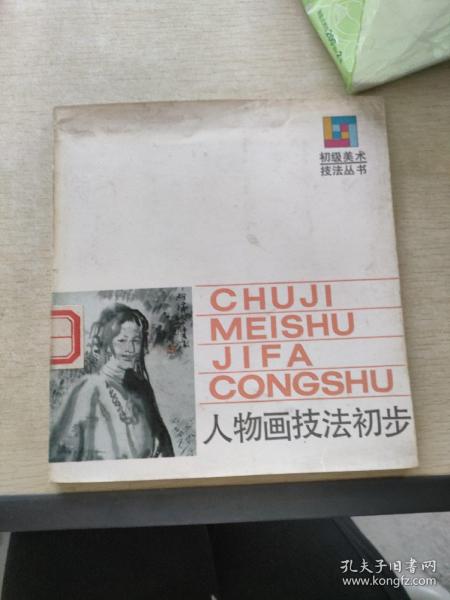 初级美术
技法丛书
CHUJI
MEISHU
JIFA
CONGSHU
人物画技法初步
孔夫子旧书网
www.kongfz.com